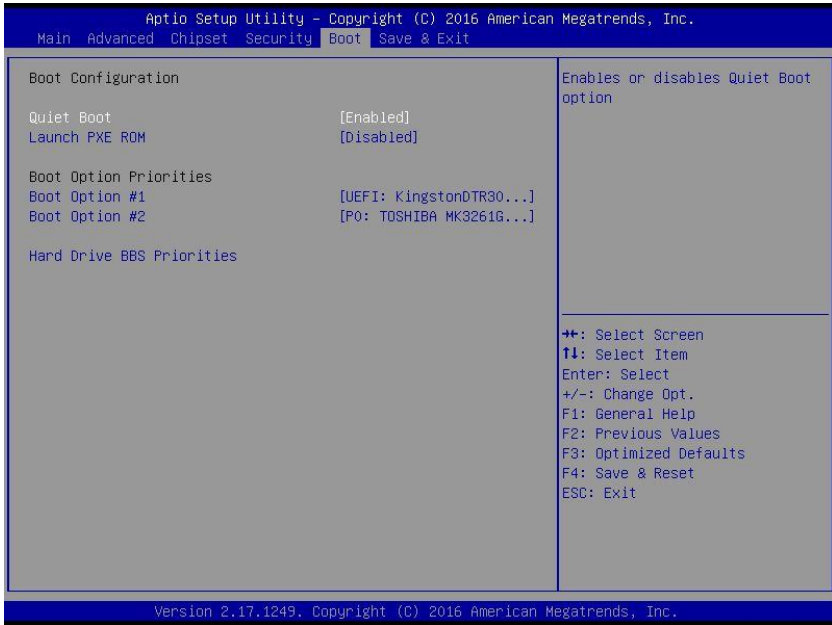 Aptio Setup Utility – Copyright (C) 2016 American Megatrends, Inc.
Main Advanced Chipset Security Boot Save & Exit
Boot Configuration
Quiet Boot [Enabled]
Launch PXE ROM [Disabled]
Boot Option Priorities
Boot Option #1 [UEFI: KingstonDTR30...]
Boot Option #2 [P0: TOSHIBA MK3261G...]
Hard Drive BBS Priorities
Enables or disables Quiet Boot
option
→←: Select Screen
↑↓: Select Item
Enter: Select
+/-: Change Opt.
F1: General Help
F2: Previous Values
F3: Optimized Defaults
F4: Save & Reset
ESC: Exit
Version 2.17.1249. Copyright (C) 2016 American Megatrends, Inc.